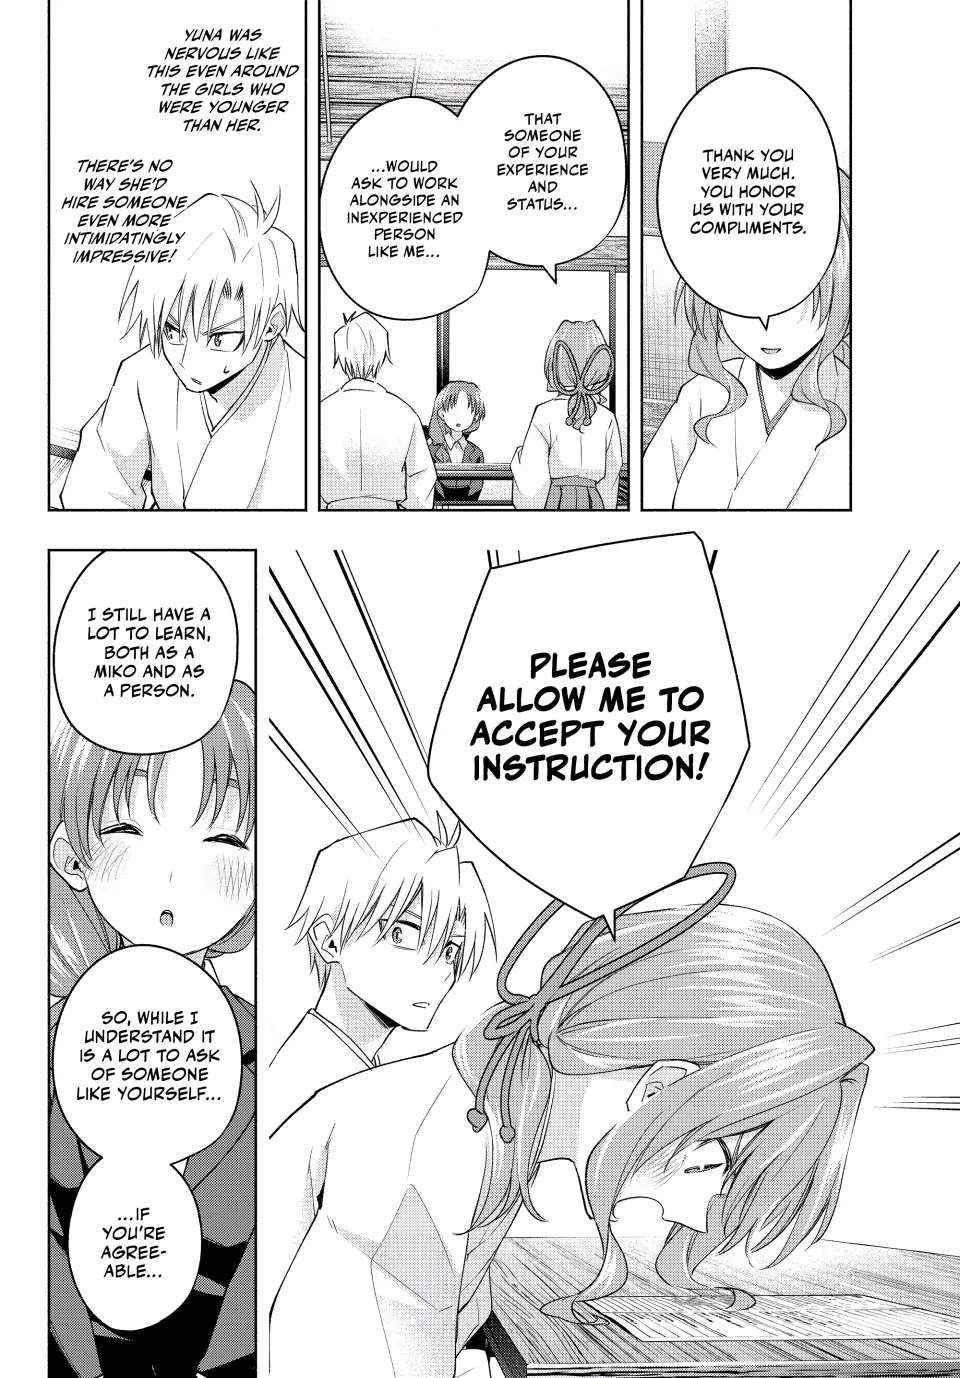 THANK YOU
VERY MUCH.
YOU HONOR
US WITH YOUR
COMPLIMENTS.
THAT
SOMEONE
OF YOUR
EXPERIENCE
AND
STATUS...
...WOULD
ASK TO WORK
ALONGSIDE AN
INEXPERIENCED
PERSON
LIKE ME...
YUNA WAS
NERVOUS LIKE
THIS EVEN AROUND
THE GIRLS WHO
WERE YOUNGER
THAN HER.
THERE'S NO
WAY SHE'D
HIRE SOMEONE
EVEN MORE
INTIMIDATINGLY
IMPRESSIVE!
PLEASE
ALLOW ME TO
ACCEPT YOUR
INSTRUCTION!
I STILL HAVE A
LOT TO LEARN,
BOTH AS A
MIKO AND AS
A PERSON.
SO, WHILE I
UNDERSTAND IT
IS A LOT TO ASK
OF SOMEONE
LIKE YOURSELF...
...IF
YOU'RE
AGREE-
ABLE...